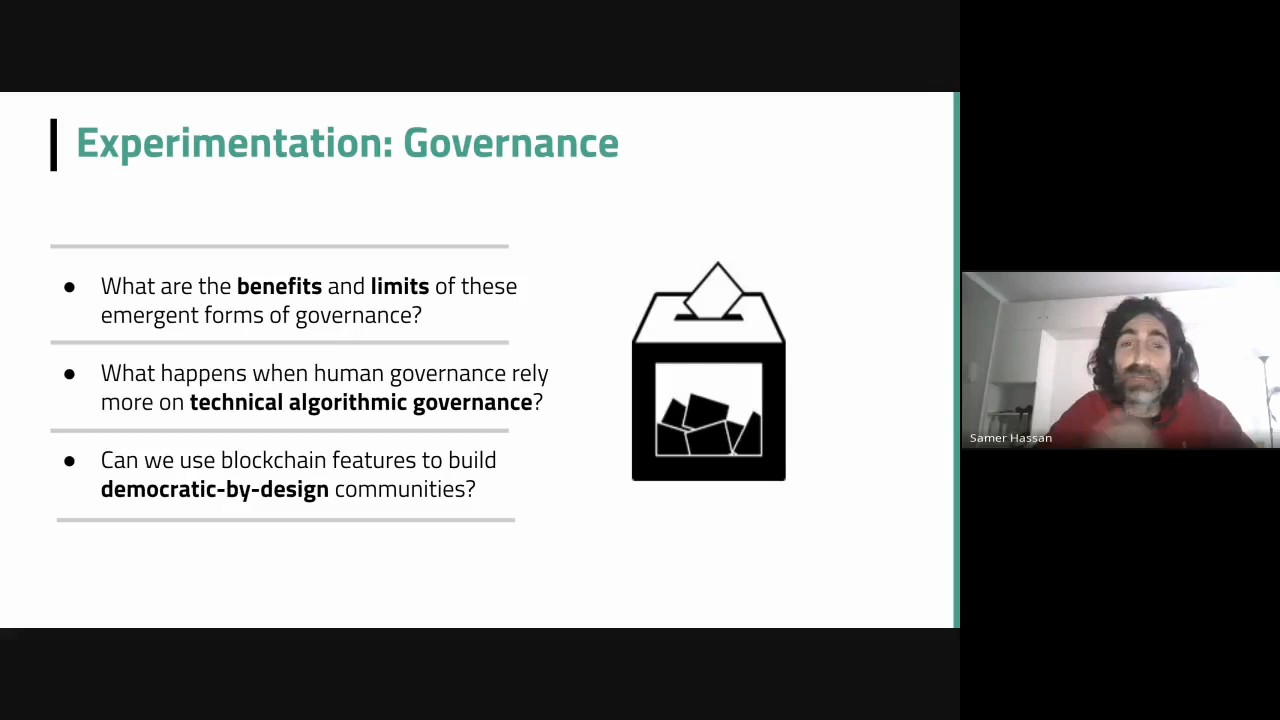 Experimentation: Governance
● What are the benefits and limits of these
emergent forms of governance?
● What happens when human governance rely
more on technical algorithmic governance?
● Can we use blockchain features to build
democratic-by-design communities?
Samer Hassan